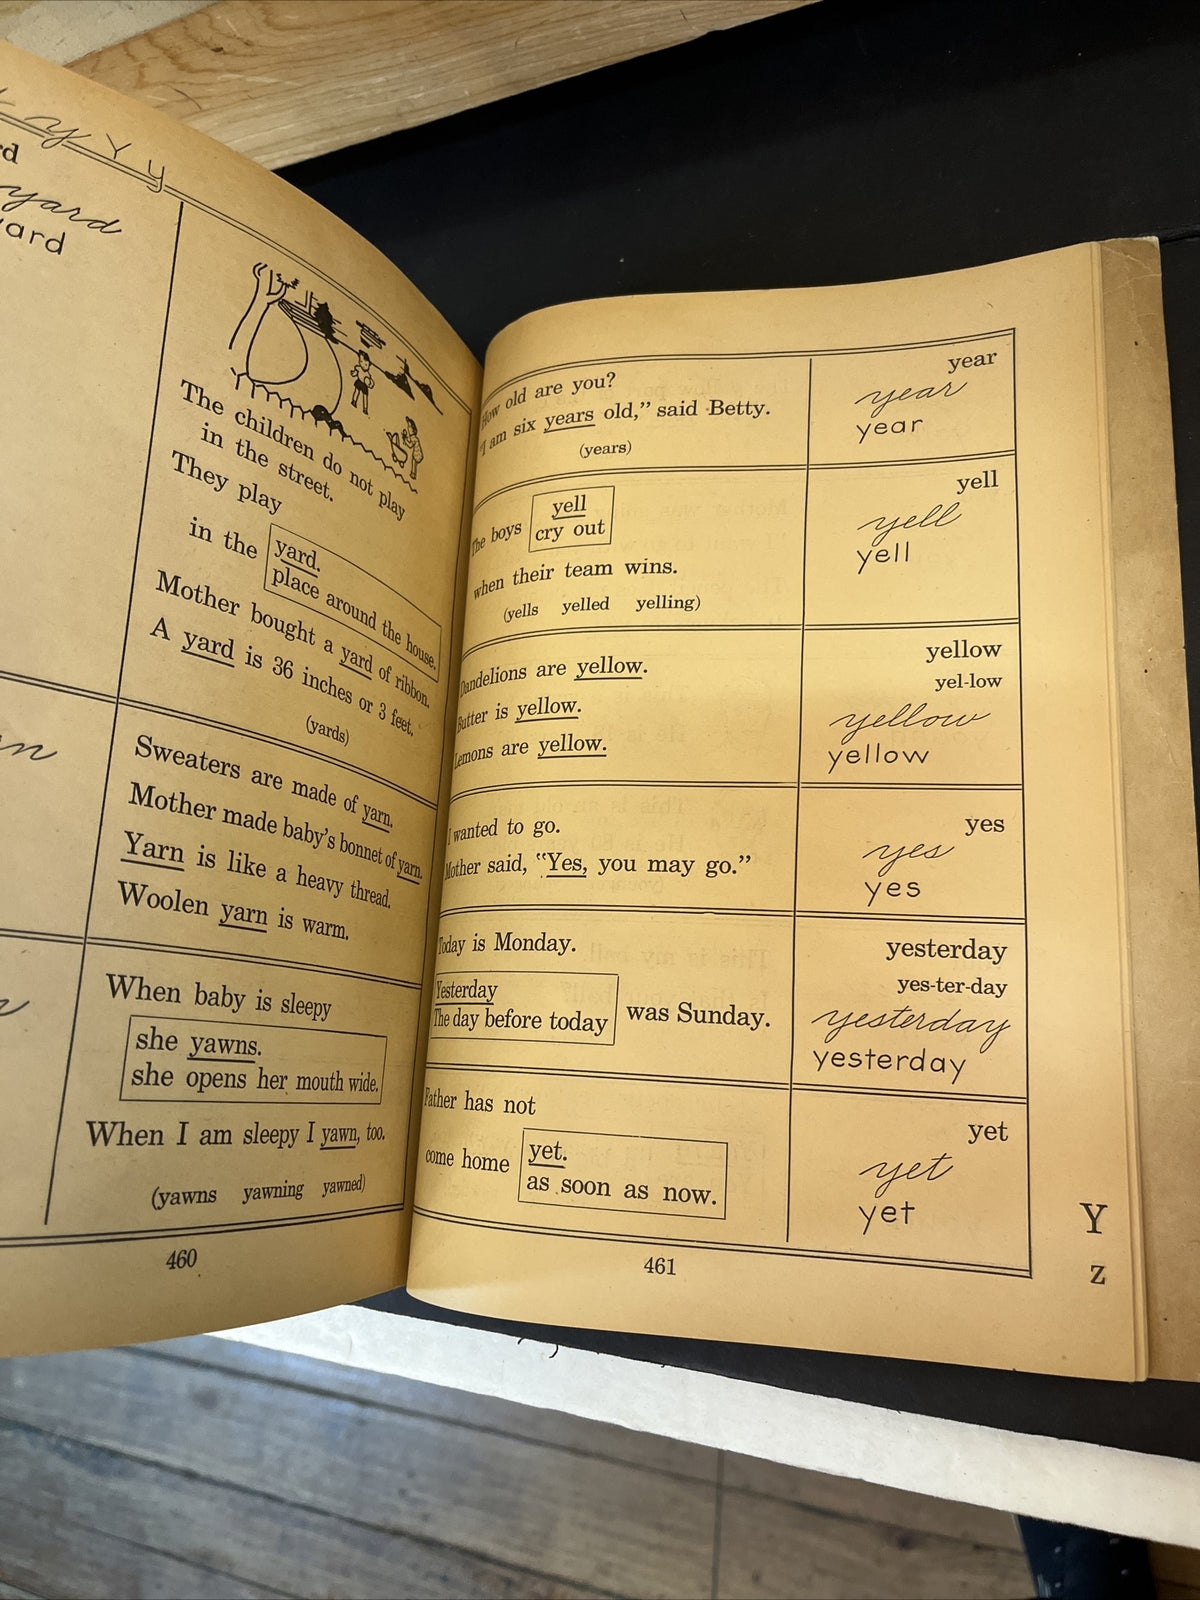 y Y y
yard
The children do not play
in the street.
They play
in the yard.
place around the house.
Mother bought a yard of ribbon.
A yard is 36 inches or 3 feet.
(yards)
Sweaters are made of yarn.
Mother made baby's bonnet of yarn.
Yarn is like a heavy thread.
Woolen yarn is warm.
When baby is sleepy
she yawns.
she opens her mouth wide.
When I am sleepy I yawn, too.
(yawns yawning yawned)
460
How old are you?
"I am six years old," said Betty.
(years)
year
year
year
The boys yell
cry out
when their team wins.
(yells yelled yelling)
yell
yell
yell
Dandelions are yellow.
Butter is yellow.
Lemons are yellow.
yellow
yel-low
yellow
yellow
I wanted to go.
Mother said, "Yes, you may go."
yes
yes
yes
Today is Monday.
Yesterday
The day before today
was Sunday.
yesterday
yes-ter-day
yesterday
yesterday
Father has not
come home yet.
as soon as now.
yet
yet
yet
461
Y
z